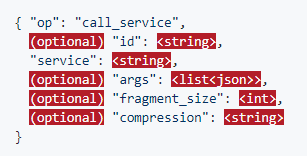 { "op": "call_service",
(optional) "id": <string>,
"service": <string>,
(optional) "args": <list<json>>,
(optional) "fragment_size": <int>,
(optional) "compression": <string>
}